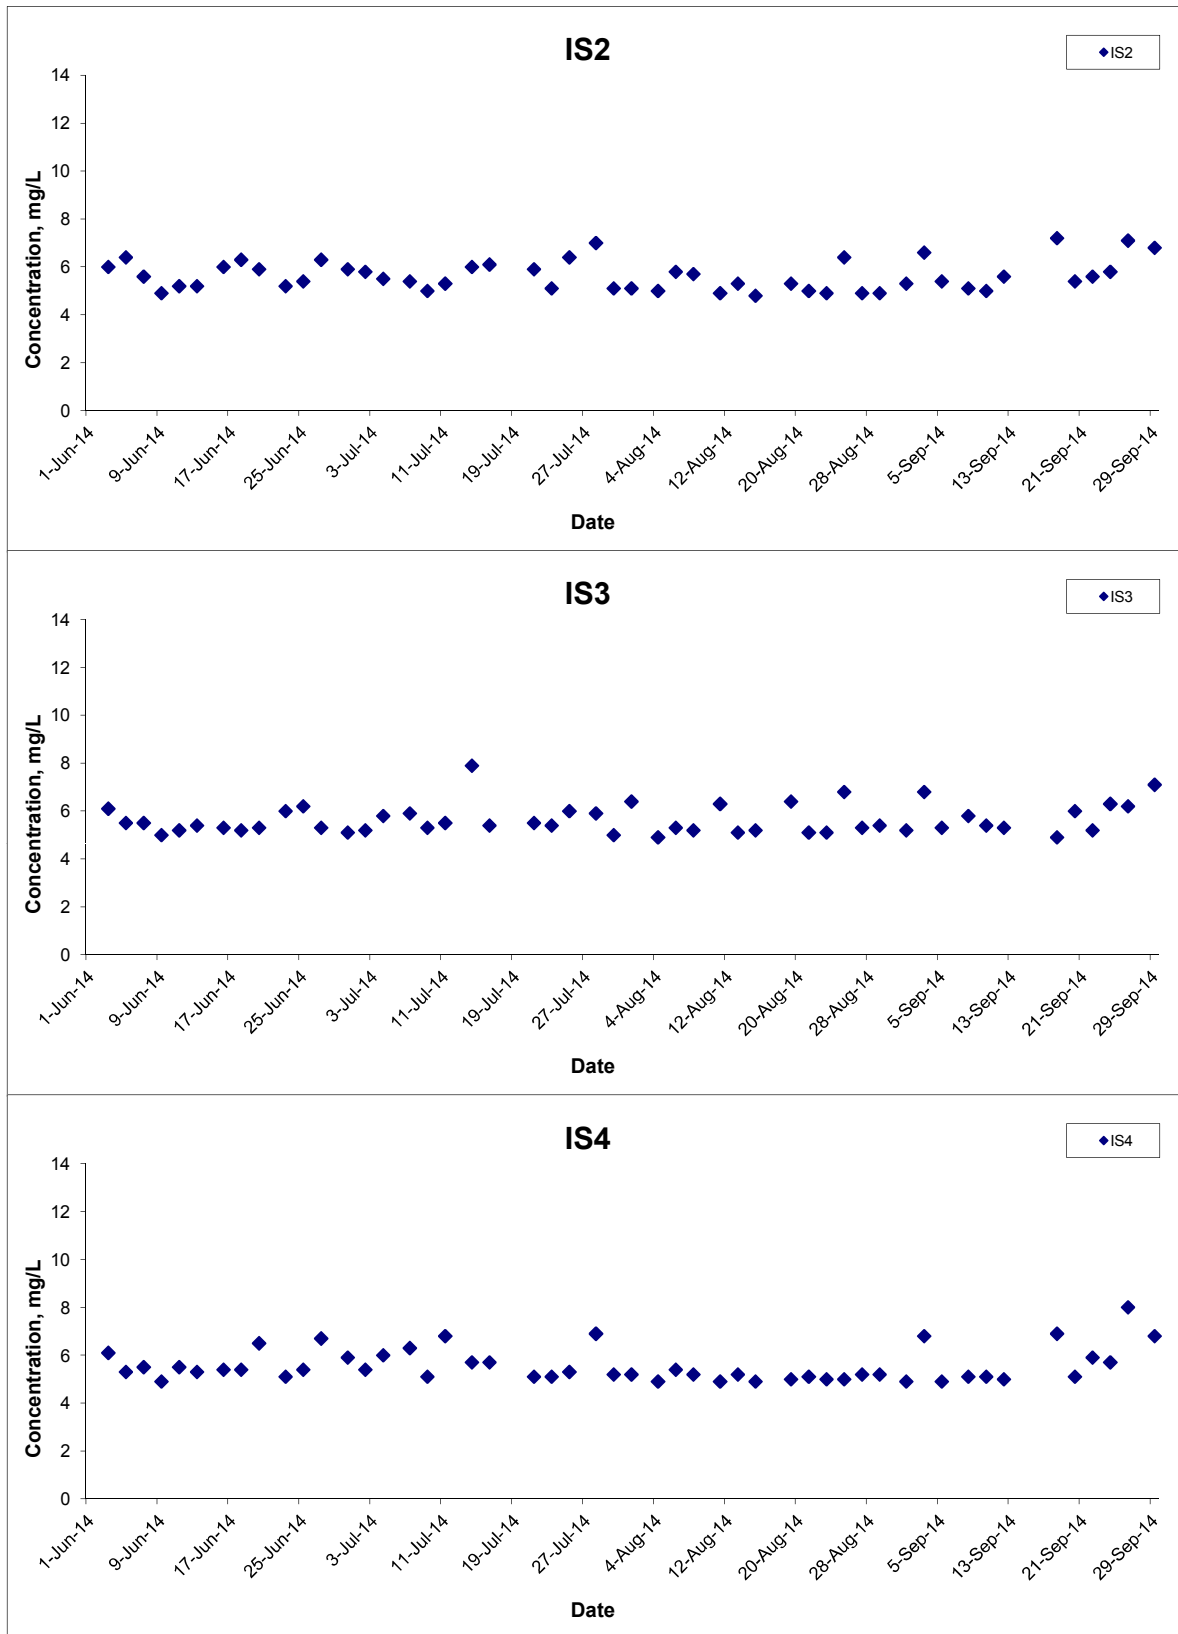 IS2
IS2
14
12
10
8
6
4
2
0
Concentration, mg/L
1-Jun-14
9-Jun-14
17-Jun-14
25-Jun-14
3-Jul-14
11-Jul-14
19-Jul-14
27-Jul-14
4-Aug-14
12-Aug-14
20-Aug-14
28-Aug-14
5-Sep-14
13-Sep-14
21-Sep-14
29-Sep-14
Date
IS3
IS3
14
12
10
8
6
4
2
0
Concentration, mg/L
1-Jun-14
9-Jun-14
17-Jun-14
25-Jun-14
3-Jul-14
11-Jul-14
19-Jul-14
27-Jul-14
4-Aug-14
12-Aug-14
20-Aug-14
28-Aug-14
5-Sep-14
13-Sep-14
21-Sep-14
29-Sep-14
Date
IS4
IS4
14
12
10
8
6
4
2
0
Concentration, mg/L
1-Jun-14
9-Jun-14
17-Jun-14
25-Jun-14
3-Jul-14
11-Jul-14
19-Jul-14
27-Jul-14
4-Aug-14
12-Aug-14
20-Aug-14
28-Aug-14
5-Sep-14
13-Sep-14
21-Sep-14
29-Sep-14
Date